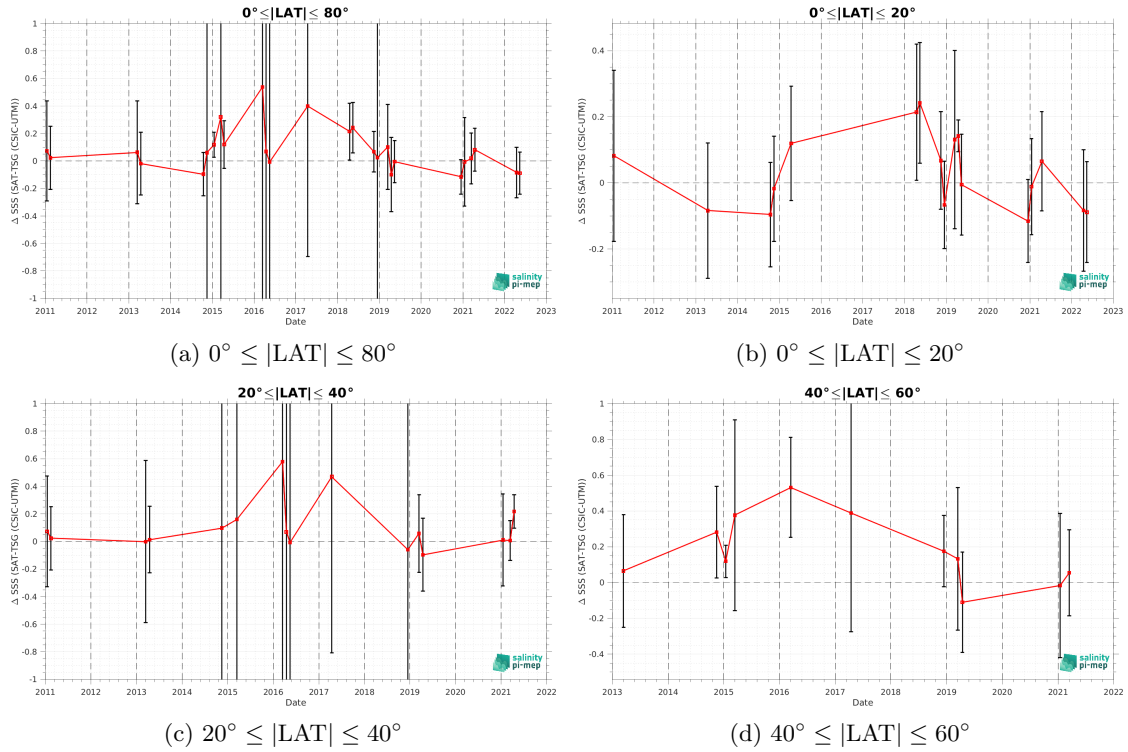 0°≤|LAT|≤ 80°
Δ SSS (SAT-TSG (CSIC-UTM))
1
0.8
0.6
0.4
0.2
0
-0.2
-0.4
-0.6
-0.8
-1
2011 2012 2013 2014 2015 2016 2017 2018 2019 2020 2021 2022 2023
Date
salinity
pi-mep
(a) 0° ≤ |LAT| ≤ 80°
0°≤|LAT|≤ 20°
Δ SSS (SAT-TSG (CSIC-UTM))
0.4
0.2
0
-0.2
2011 2012 2013 2014 2015 2016 2017 2018 2019 2020 2021 2022 2023
Date
salinity
pi-mep
(b) 0° ≤ |LAT| ≤ 20°
20°≤|LAT|≤ 40°
Δ SSS (SAT-TSG (CSIC-UTM))
1
0.8
0.6
0.4
0.2
0
-0.2
-0.4
-0.6
-0.8
-1
2011 2012 2013 2014 2015 2016 2017 2018 2019 2020 2021 2022
Date
salinity
pi-mep
(c) 20° ≤ |LAT| ≤ 40°
40°≤|LAT|≤ 60°
Δ SSS (SAT-TSG (CSIC-UTM))
1
0.8
0.6
0.4
0.2
0
-0.2
-0.4
2013 2014 2015 2016 2017 2018 2019 2020 2021 2022
Date
salinity
pi-mep
(d) 40° ≤ |LAT| ≤ 60°